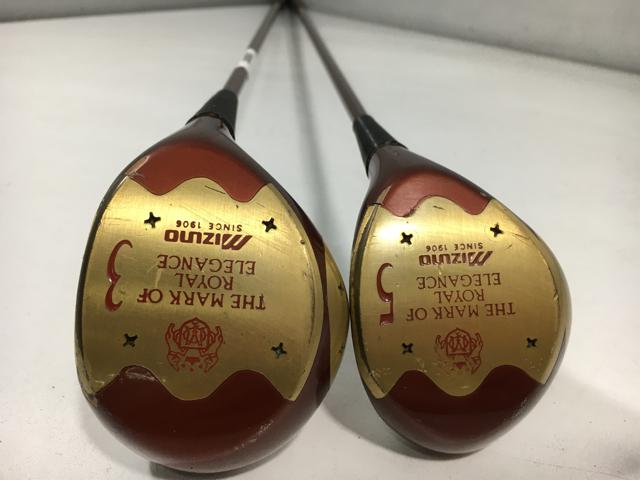 MIZUNO
SINCE 1906
3
THE MARK OF
ROYAL
ELEGANCE
MIZUNO
SINCE 1906
5
THE MARK OF
ROYAL
ELEGANCE